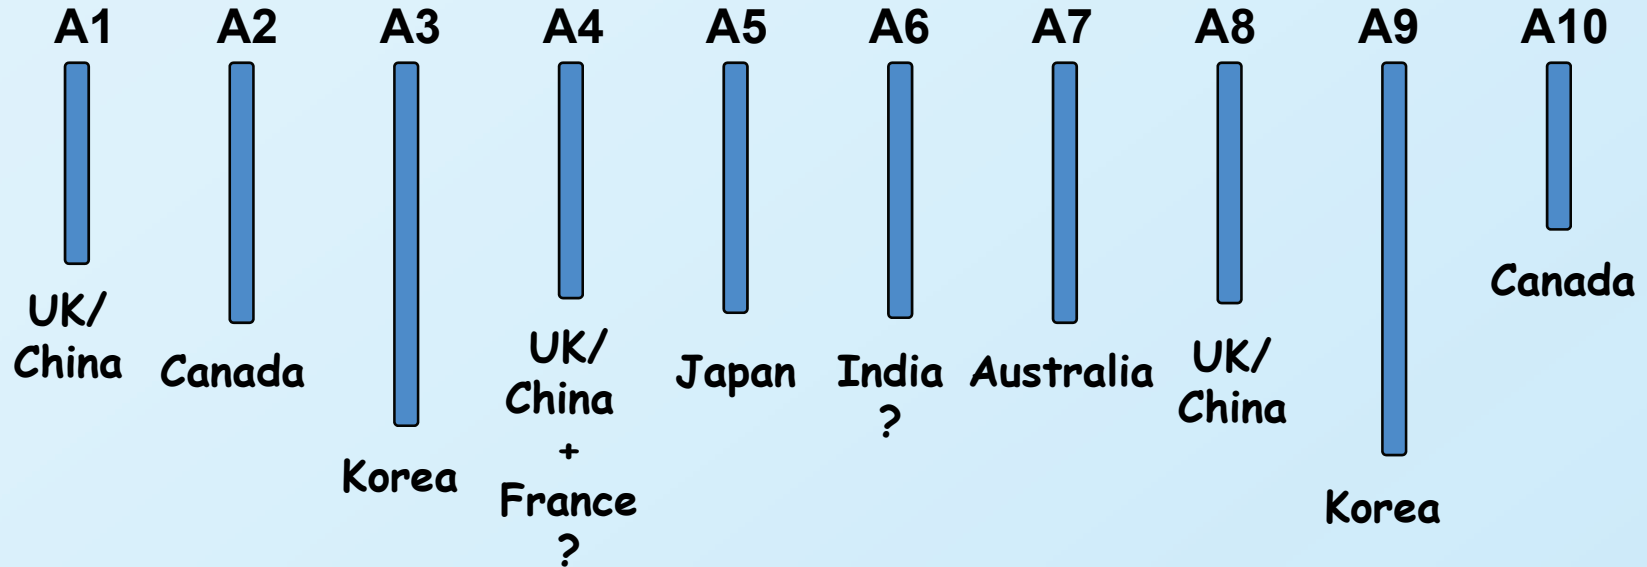 A1 A2 A3 A4 A5 A6 A7 A8 A9 A10
UK/
China
Canada
Korea
UK/
China
+
France
?
Japan
India
?
Australia
UK/
China
Korea
Canada